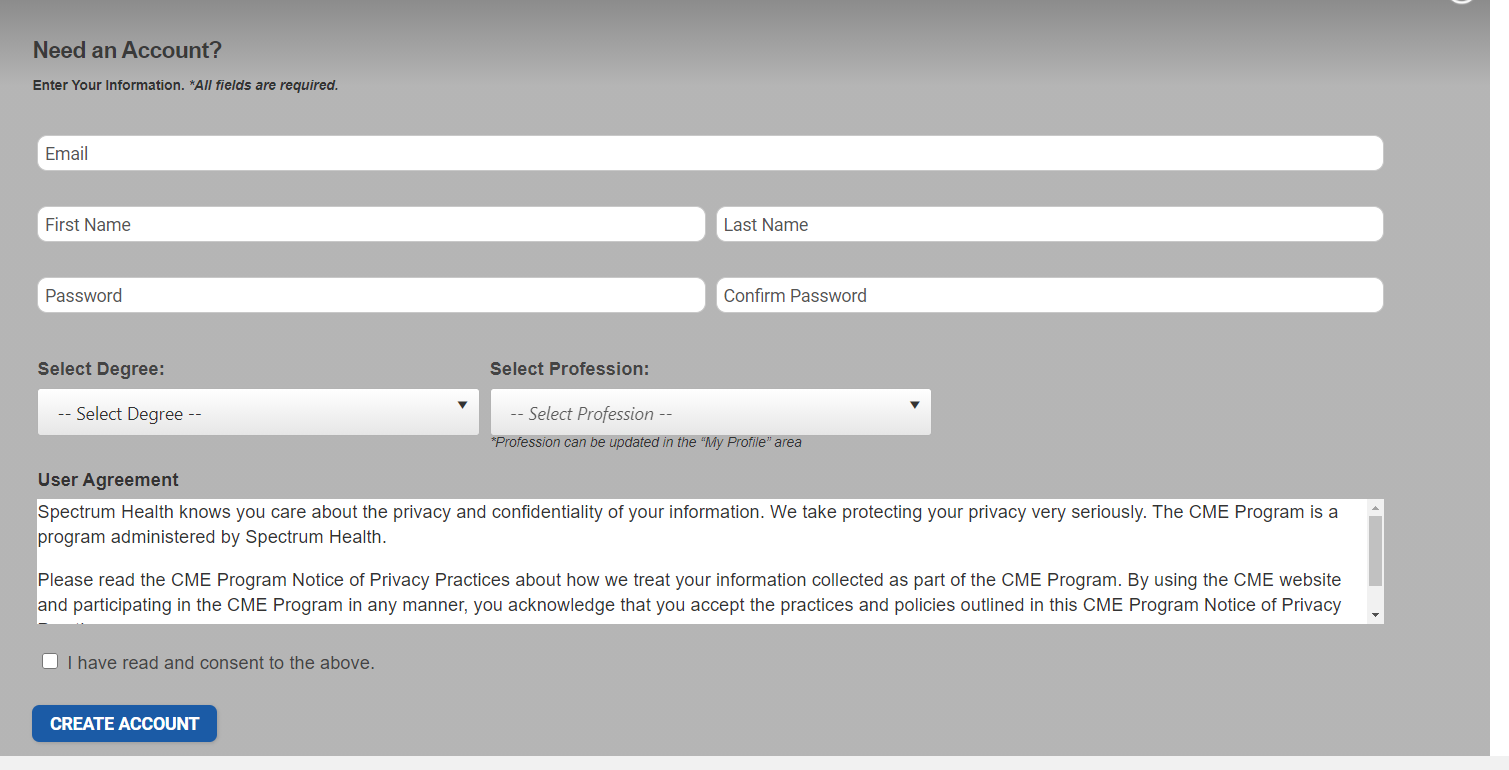 Need an Account?
Enter Your Information. *All fields are required.
Email
First Name
Last Name
Password
Confirm Password
Select Degree:
Select Profession:
-- Select Degree --
-- Select Profession --
*Profession can be updated in the “My Profile” area
User Agreement
Spectrum Health knows you care about the privacy and confidentiality of your information. We take protecting your privacy very seriously. The CME Program is a
program administered by Spectrum Health.
Please read the CME Program Notice of Privacy Practices about how we treat your information collected as part of the CME Program. By using the CME website
and participating in the CME Program in any manner, you acknowledge that you accept the practices and policies outlined in this CME Program Notice of Privacy
I have read and consent to the above.
CREATE ACCOUNT